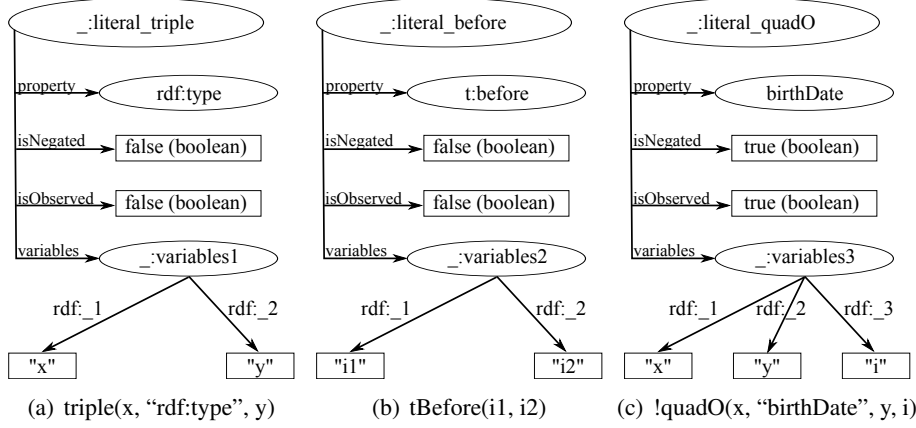 _:literal_triple
property
rdf:type
isNegated
false (boolean)
isObserved
false (boolean)
variables
_:variables1
rdf:_1
rdf:_2
"x"
"y"
(a) triple(x, “rdf:type”, y)
_:literal_before
property
t:before
isNegated
false (boolean)
isObserved
false (boolean)
variables
_:variables2
rdf:_1
rdf:_2
"i1"
"i2"
(b) tBefore(i1, i2)
_:literal_quadO
property
birthDate
isNegated
true (boolean)
isObserved
true (boolean)
variables
_:variables3
rdf:_1
rdf:_2
rdf:_3
"x"
"y"
"i"
(c) !quadO(x, “birthDate”, y, i)